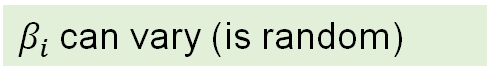 βᵢ can vary (is random)